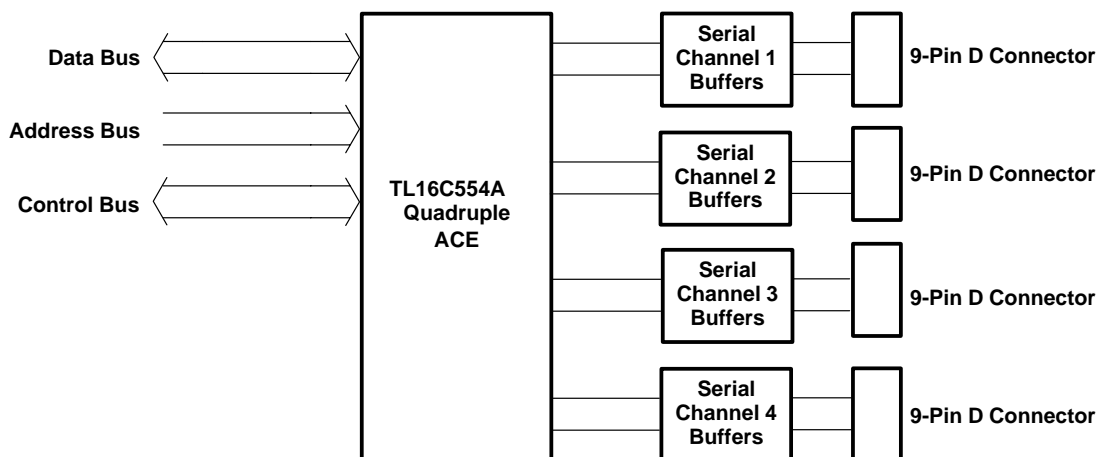 Data Bus
Address Bus
Control Bus
TL16C554A
Quadruple
ACE
Serial
Channel 1
Buffers
9-Pin D Connector
Serial
Channel 2
Buffers
9-Pin D Connector
Serial
Channel 3
Buffers
9-Pin D Connector
Serial
Channel 4
Buffers
9-Pin D Connector